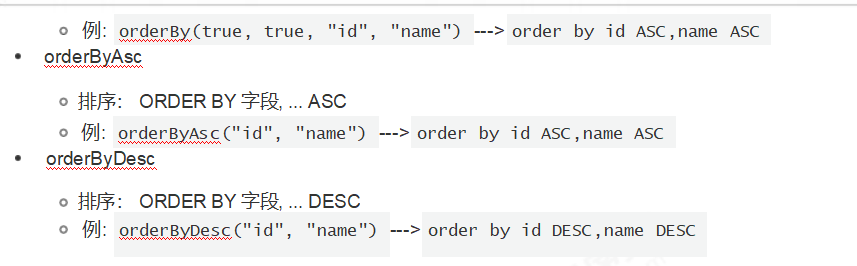 例: orderBy(true, true, "id", "name") ---> order by id ASC,name ASC
orderByAsc
排序： ORDER BY 字段, ... ASC
例: orderByAsc("id", "name") ---> order by id ASC,name ASC
orderByDesc
排序： ORDER BY 字段, ... DESC
例: orderByDesc("id", "name") ---> order by id DESC,name DESC